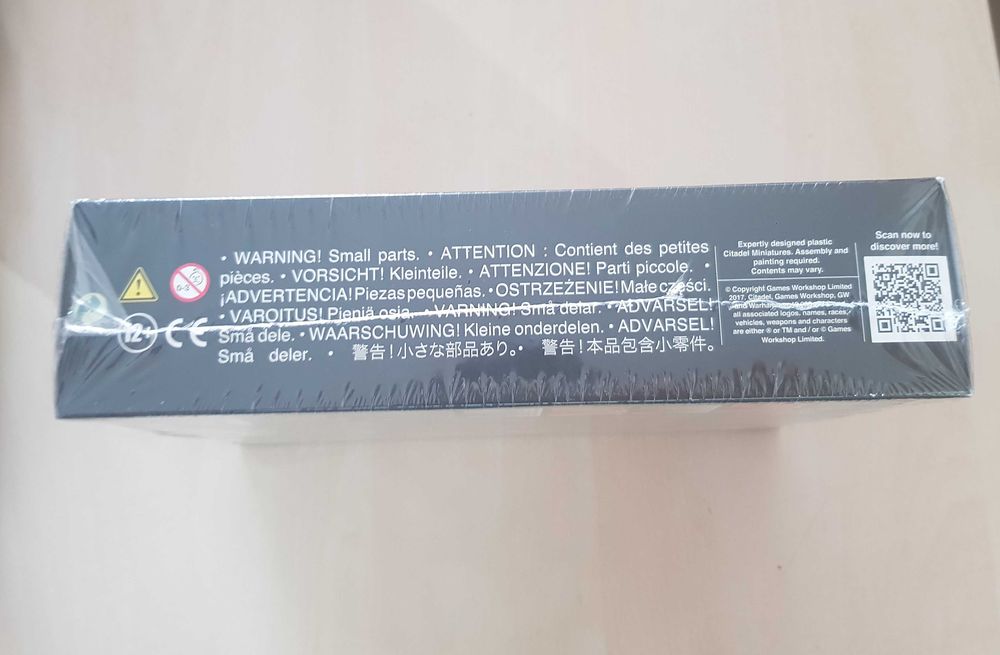 • WARNING! Small parts. • ATTENTION : Contient des petites
pièces. • VORSICHT! Kleinteile. • ATTENZIONE! Parti piccole. •
¡ADVERTENCIA! Piezas pequeñas. • OSTRZEŻENIE! Małe części.
• VAROITUS! Pieniä osia. • VARNING! Små delar. • ADVARSEL!
Små dele. • WAARSCHUWING! Kleine onderdelen. • ADVARSEL!
Små deler. • 警告！小さな部品あり。• 警告！本品包含小零件。
0-3
12+ CE
Expertly designed plastic
Citadel Miniatures. Assembly and
painting required.
Contents may vary.
© Copyright Games Workshop Limited
2017. Citadel, Games Workshop, GW
and
all associated logos, names, races,
vehicles, weapons and characters
are either ® or TM and / or © Games
Workshop Limited.
Scan now to
discover more!